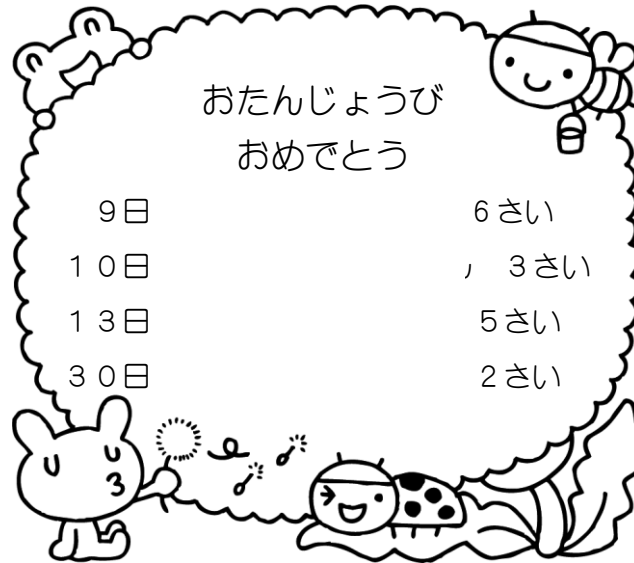 おたんじょうび
おめでとう
9日 6さい
10日 3さい
13日 5さい
30日 2さい